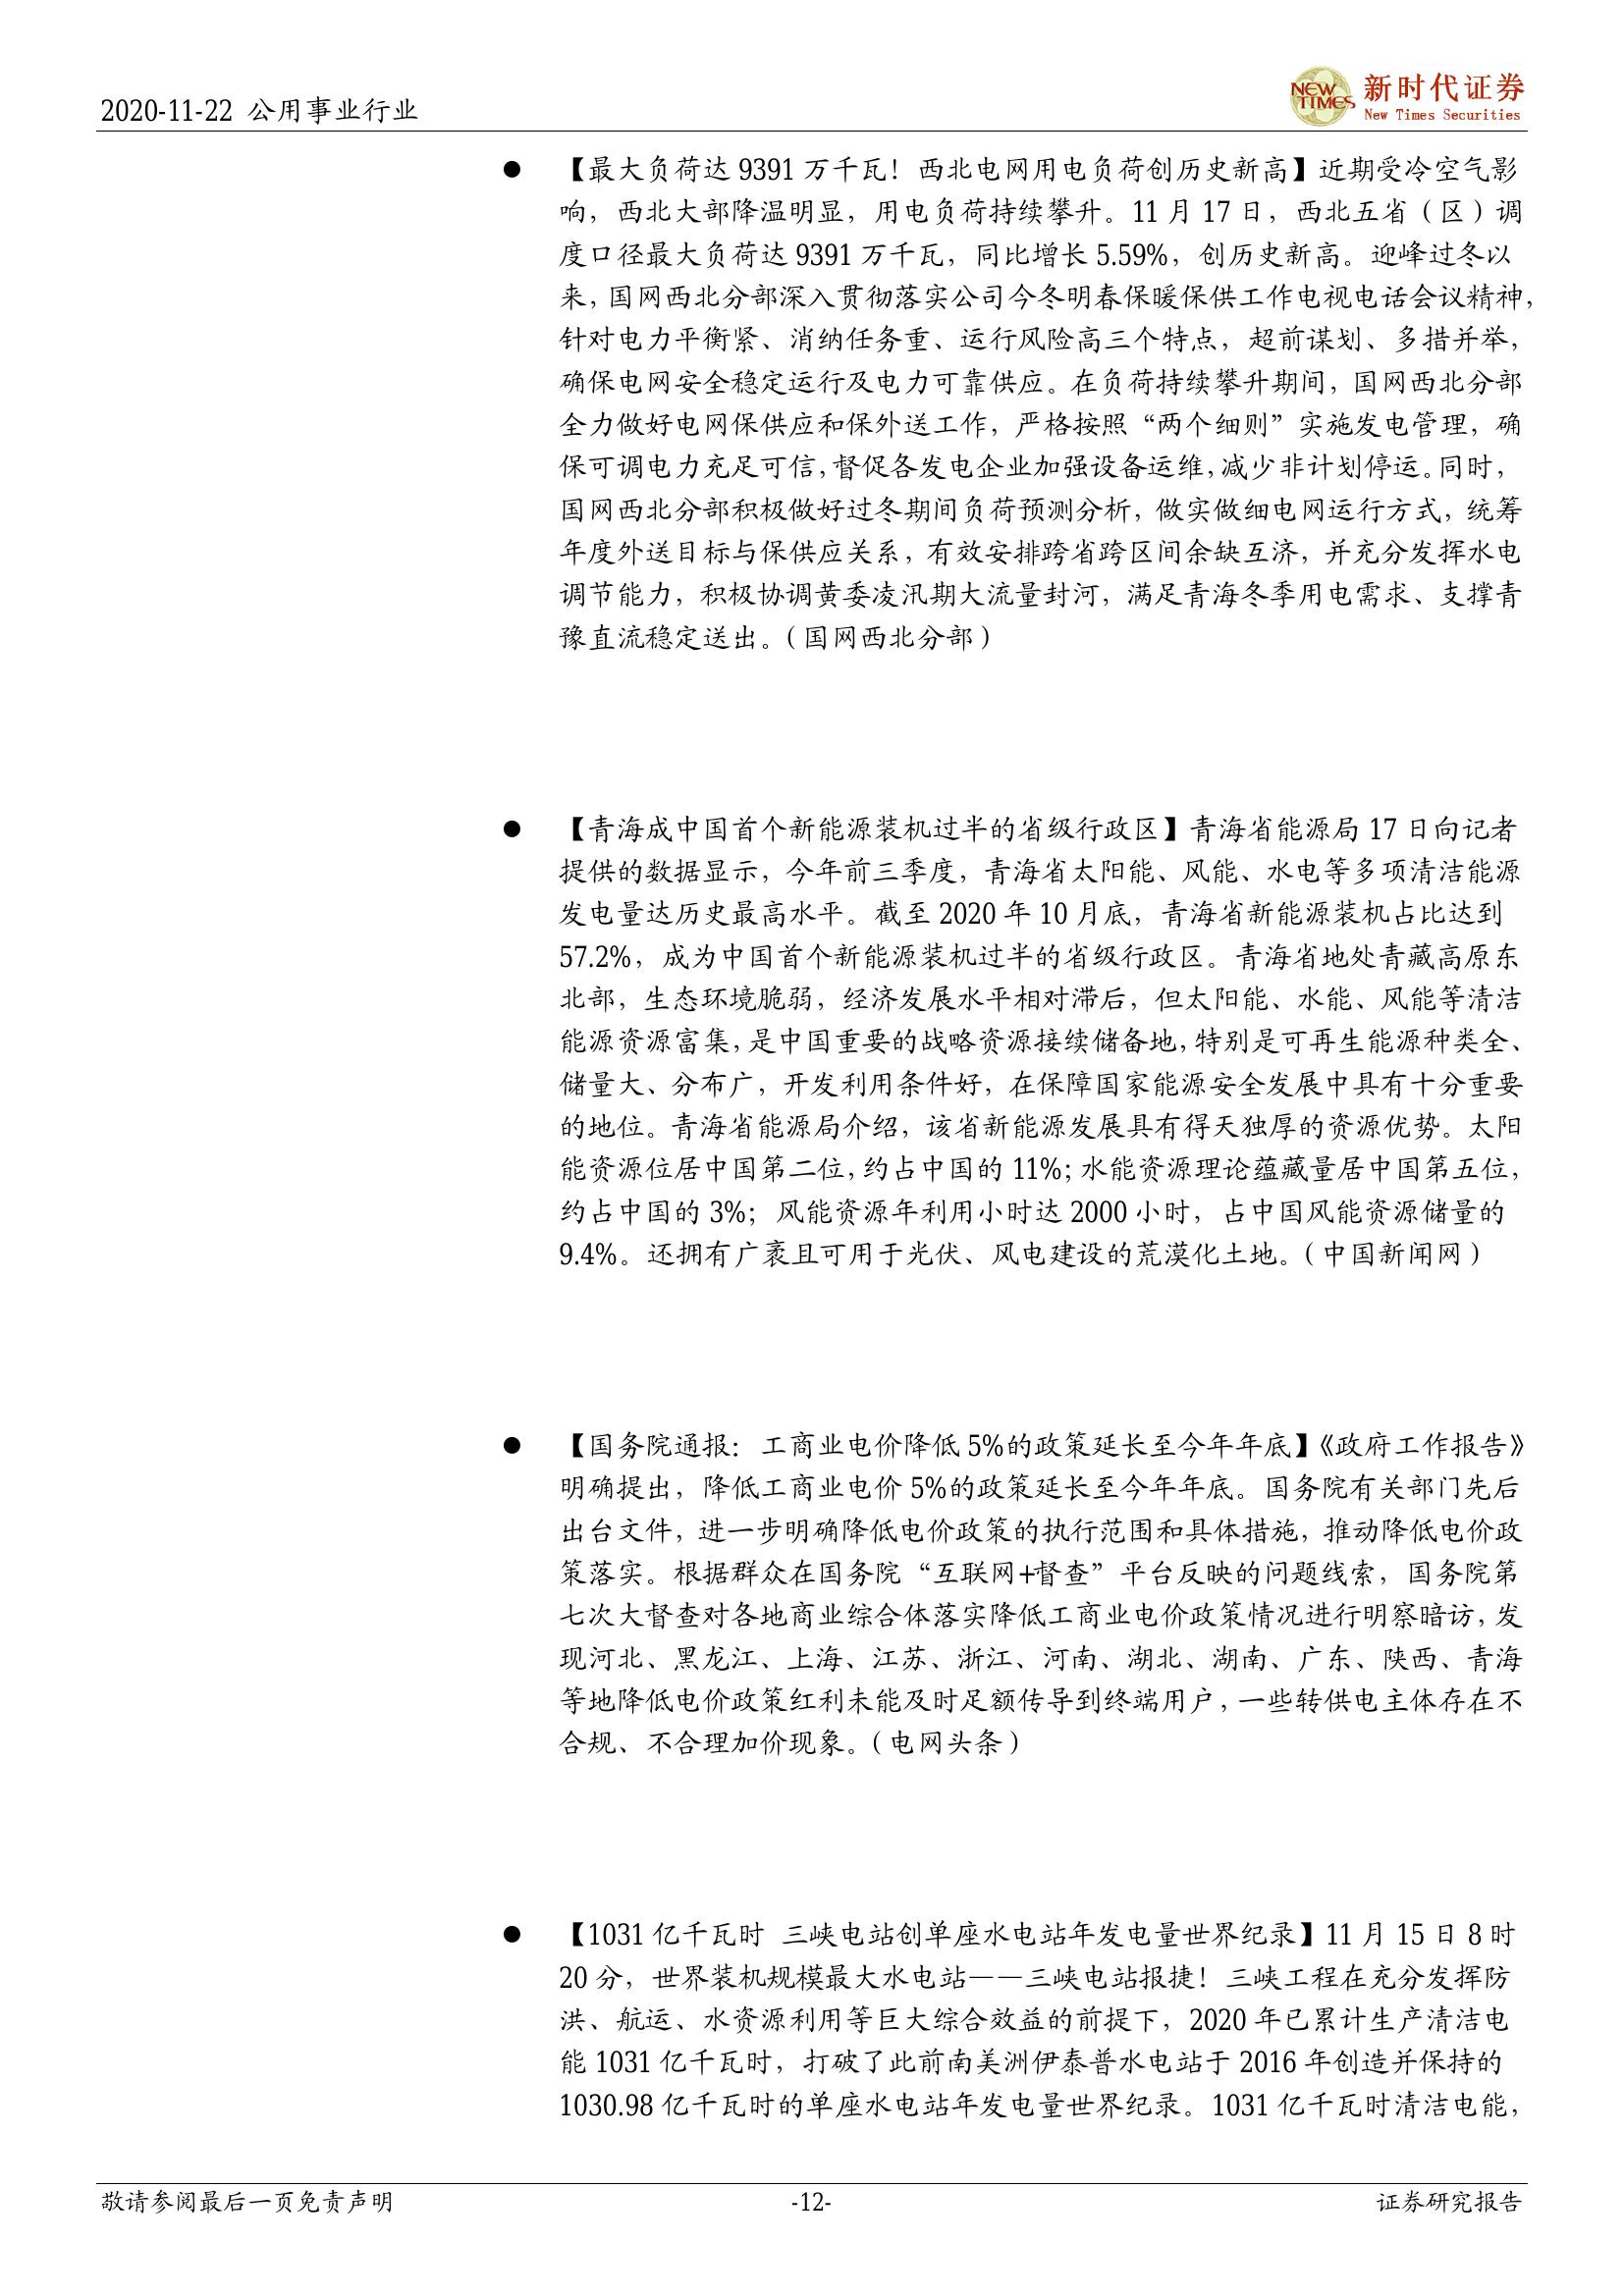 2020-11-22 公用事业行业
NEW TIMES
新时代证券
New Times Securities
● 【最大负荷达 9391 万千瓦！西北电网用电负荷创历史新高】近期受冷空气影
响，西北大部降温明显，用电负荷持续攀升。11 月 17 日，西北五省（区）调
度口径最大负荷达 9391 万千瓦，同比增长 5.59%，创历史新高。迎峰过冬以
来，国网西北分部深入贯彻落实公司今冬明春保暖保供工作电视电话会议精神，
针对电力平衡紧、消纳任务重、运行风险高三个特点，超前谋划、多措并举，
确保电网安全稳定运行及电力可靠供应。在负荷持续攀升期间，国网西北分部
全力做好电网保供应和保外送工作，严格按照“两个细则”实施发电管理，确
保可调电力充足可信，督促各发电企业加强设备运维，减少非计划停运。同时，
国网西北分部积极做好过冬期间负荷预测分析，做实做细电网运行方式，统筹
年度外送目标与保供应关系，有效安排跨省跨区间余缺互济，并充分发挥水电
调节能力，积极协调黄委凌汛期大流量封河，满足青海冬季用电需求、支撑青
豫直流稳定送出。（国网西北分部）
● 【青海成中国首个新能源装机过半的省级行政区】青海省能源局 17 日向记者
提供的数据显示，今年前三季度，青海省太阳能、风能、水电等多项清洁能源
发电量达历史最高水平。截至 2020 年 10 月底，青海省新能源装机占比达到
57.2%，成为中国首个新能源装机过半的省级行政区。青海省地处青藏高原东
北部，生态环境脆弱，经济发展水平相对滞后，但太阳能、水能、风能等清洁
能源资源富集，是中国重要的战略资源接续储备地，特别是可再生能源种类全、
储量大、分布广，开发利用条件好，在保障国家能源安全发展中具有十分重要
的地位。青海省能源局介绍，该省新能源发展具有得天独厚的资源优势。太阳
能资源位居中国第二位，约占中国的 11%；水能资源理论蕴藏量居中国第五位，
约占中国的 3%；风能资源年利用小时达 2000 小时，占中国风能资源储量的
9.4%。还拥有广袤且可用于光伏、风电建设的荒漠化土地。（中国新闻网）
● 【国务院通报：工商业电价降低 5%的政策延长至今年年底】《政府工作报告》
明确提出，降低工商业电价 5%的政策延长至今年年底。国务院有关部门先后
出台文件，进一步明确降低电价政策的执行范围和具体措施，推动降低电价政
策落实。根据群众在国务院“互联网+督查”平台反映的问题线索，国务院第
七次大督查对各地商业综合体落实降低工商业电价政策情况进行明察暗访，发
现河北、黑龙江、上海、江苏、浙江、河南、湖北、湖南、广东、陕西、青海
等地降低电价政策红利未能及时足额传导到终端用户，一些转供电主体存在不
合规、不合理加价现象。（电网头条）
● 【1031 亿千瓦时 三峡电站创单座水电站年发电量世界纪录】11 月 15 日 8 时
20 分，世界装机规模最大水电站——三峡电站报捷！三峡工程在充分发挥防
洪、航运、水资源利用等巨大综合效益的前提下，2020 年已累计生产清洁电
能 1031 亿千瓦时，打破了此前南美洲伊泰普水电站于 2016 年创造并保持的
1030.98 亿千瓦时的单座水电站年发电量世界纪录。1031 亿千瓦时清洁电能，
敬请参阅最后一页免责声明
-12-
证券研究报告